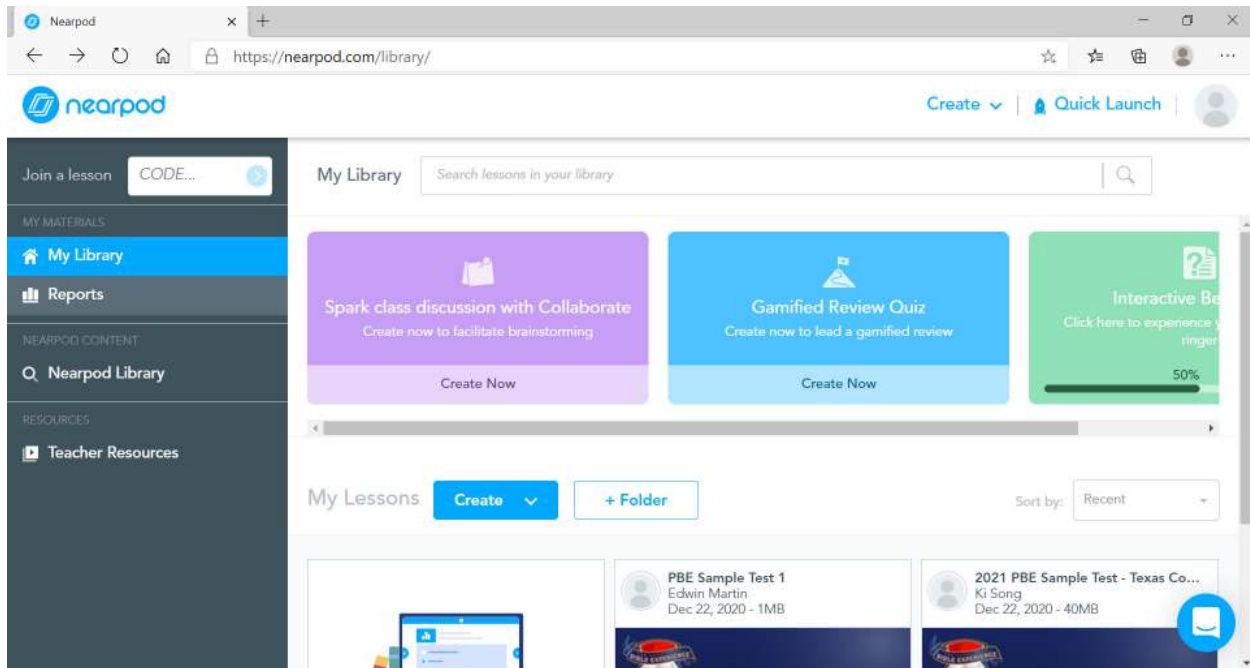 Nearpod
https://nearpod.com/library/
nearpod
Create
Quick Launch
Join a lesson
CODE...
My Library
Search lessons in your library
MY MATERIALS
My Library
Reports
NEARPOD CONTENT
Nearpod Library
RESOURCES
Teacher Resources
Spark class discussion with Collaborate
Create now to facilitate brainstorming
Create Now
Gamified Review Quiz
Create now to lead a gamified review
Create Now
Interactive Be
Click here to experience y
ringer
50%
My Lessons
Create
+ Folder
Sort by:
Recent
PBE Sample Test 1
Edwin Martin
Dec 22, 2020 - 1MB
2021 PBE Sample Test - Texas Co...
Ki Song
Dec 22, 2020 - 40MB
BIBLE EXPERIENCE
BIBLE EXPERIENCE